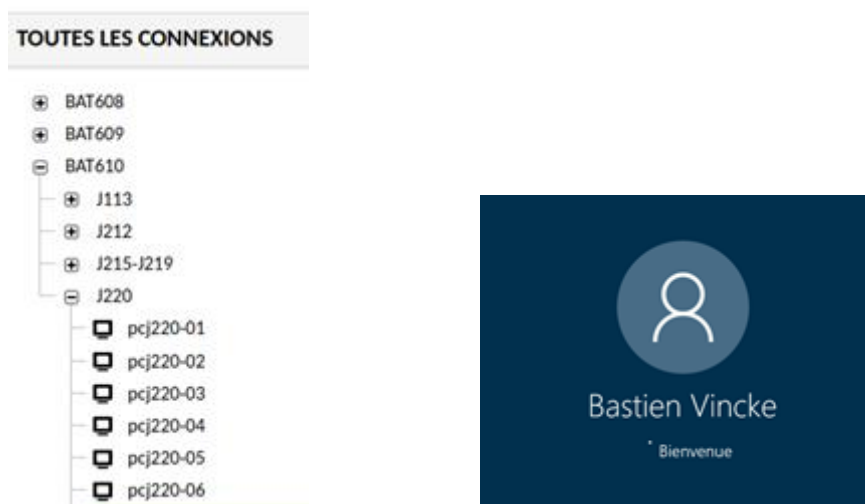 TOUTES LES CONNEXIONS
BAT608
BAT609
BAT610
J113
J212
J215-J219
J220
pcj220-01
pcj220-02
pcj220-03
pcj220-04
pcj220-05
pcj220-06
Bastien Vincke
Bienvenue